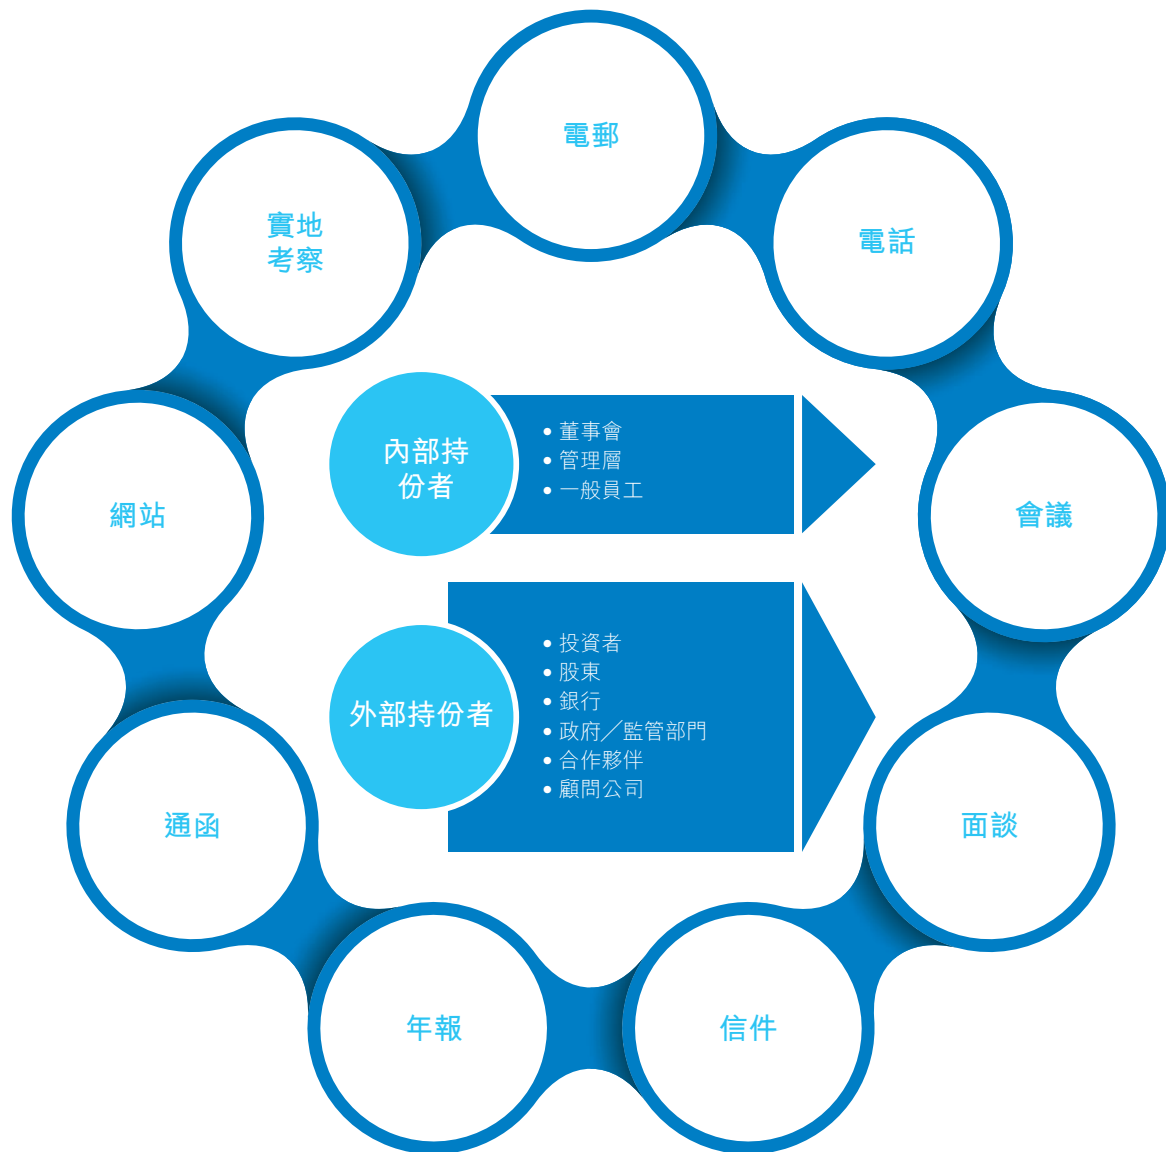 電郵
電話
會議
面談
信件
年報
通函
網站
實地
考察
內部持
份者
• 董事會
• 管理層
• 一般員工
外部持份者
• 投資者
• 股東
• 銀行
• 政府／監管部門
• 合作夥伴
• 顧問公司